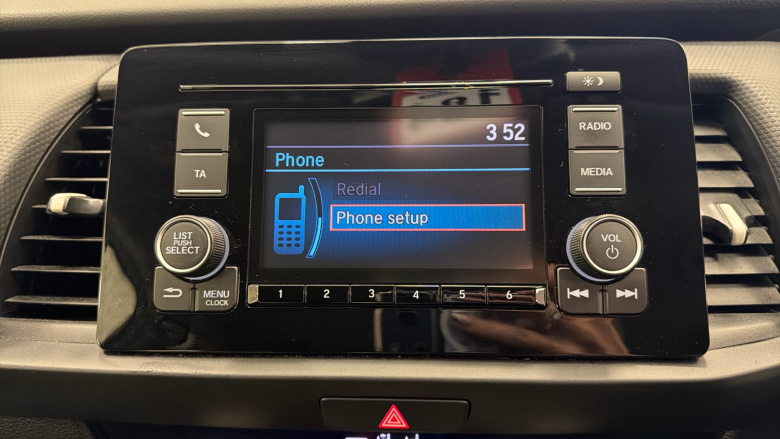 3 52
Phone
Redial
Phone setup
TA
RADIO
MEDIA
LIST
PUSH
SELECT
VOL
MENU
CLOCK
1 2 3 4 5 6